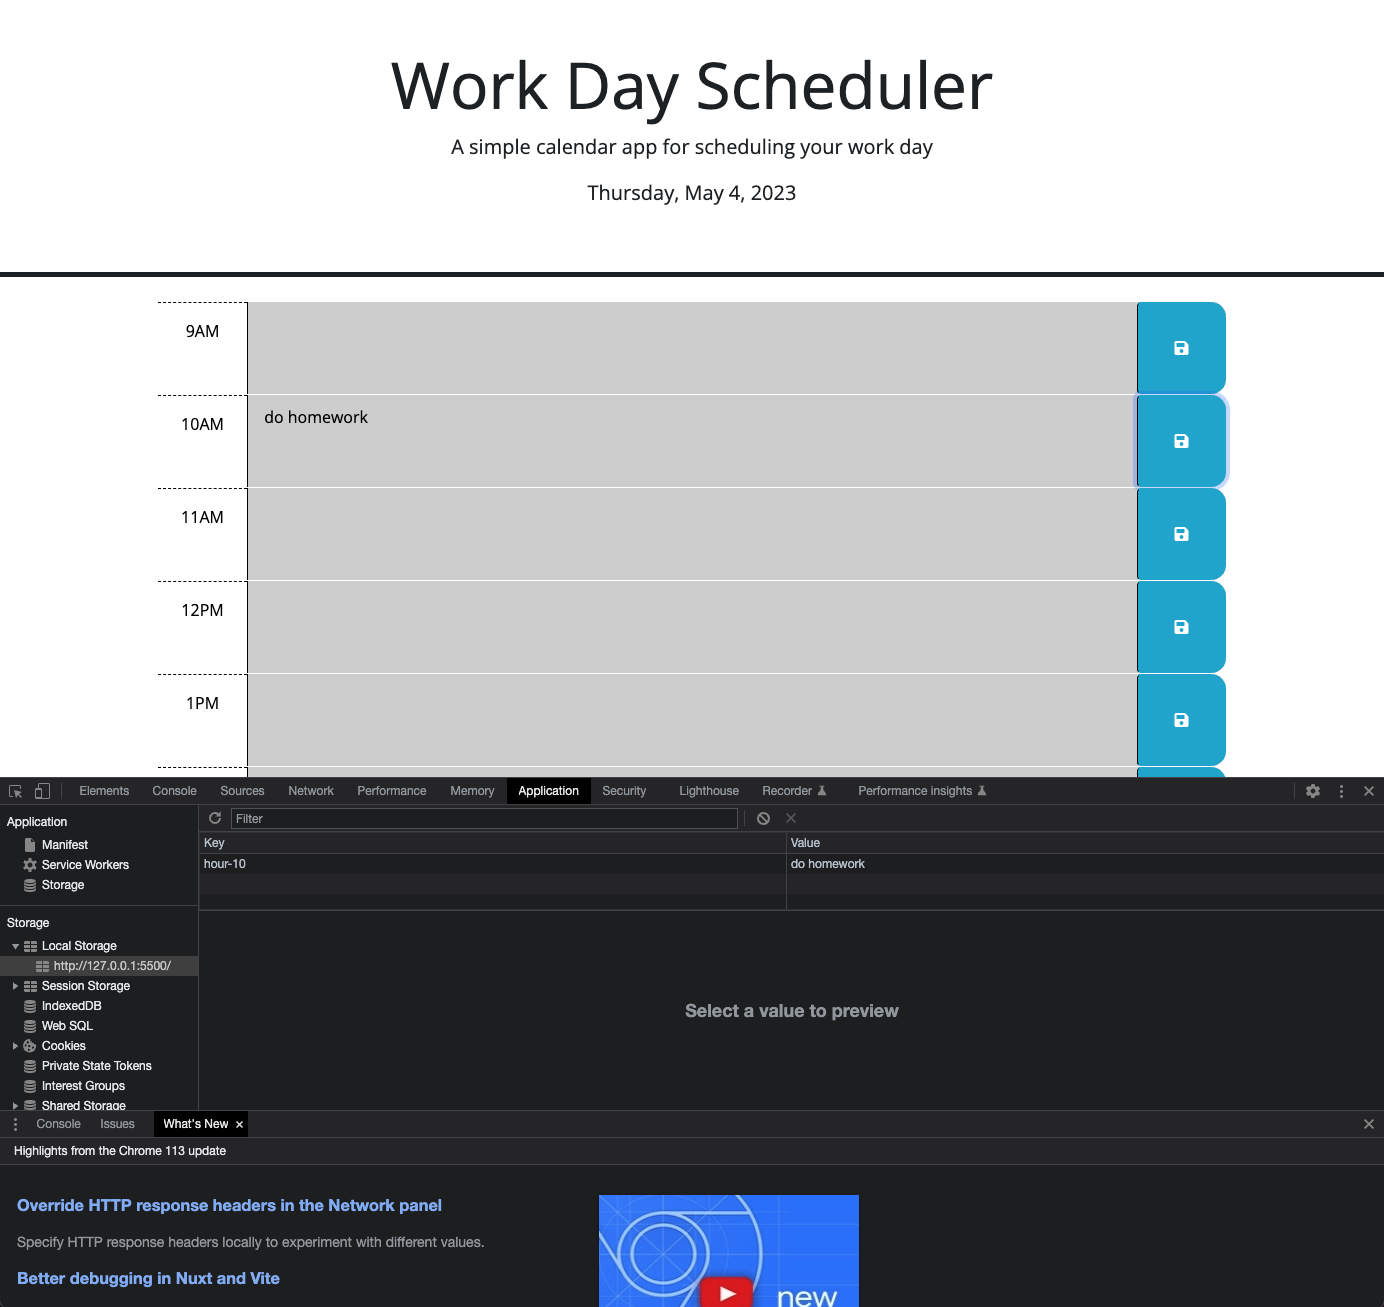 Work Day Scheduler
A simple calendar app for scheduling your work day
Thursday, May 4, 2023
9AM
10AM do homework
11AM
12PM
1PM
Elements Console Sources Network Performance Memory Application Security Lighthouse Recorder Performance insights
Application
Filter
Manifest
Service Workers
Storage
Key Value
hour-10 do homework
Storage
Local Storage
http://127.0.0.1:5500/
Session Storage
IndexedDB
Web SQL
Cookies
Private State Tokens
Interest Groups
Shared Storage
Select a value to preview
Console Issues What's New
Highlights from the Chrome 113 update
Override HTTP response headers in the Network panel
Specify HTTP response headers locally to experiment with different values.
Better debugging in Nuxt and Vite
new